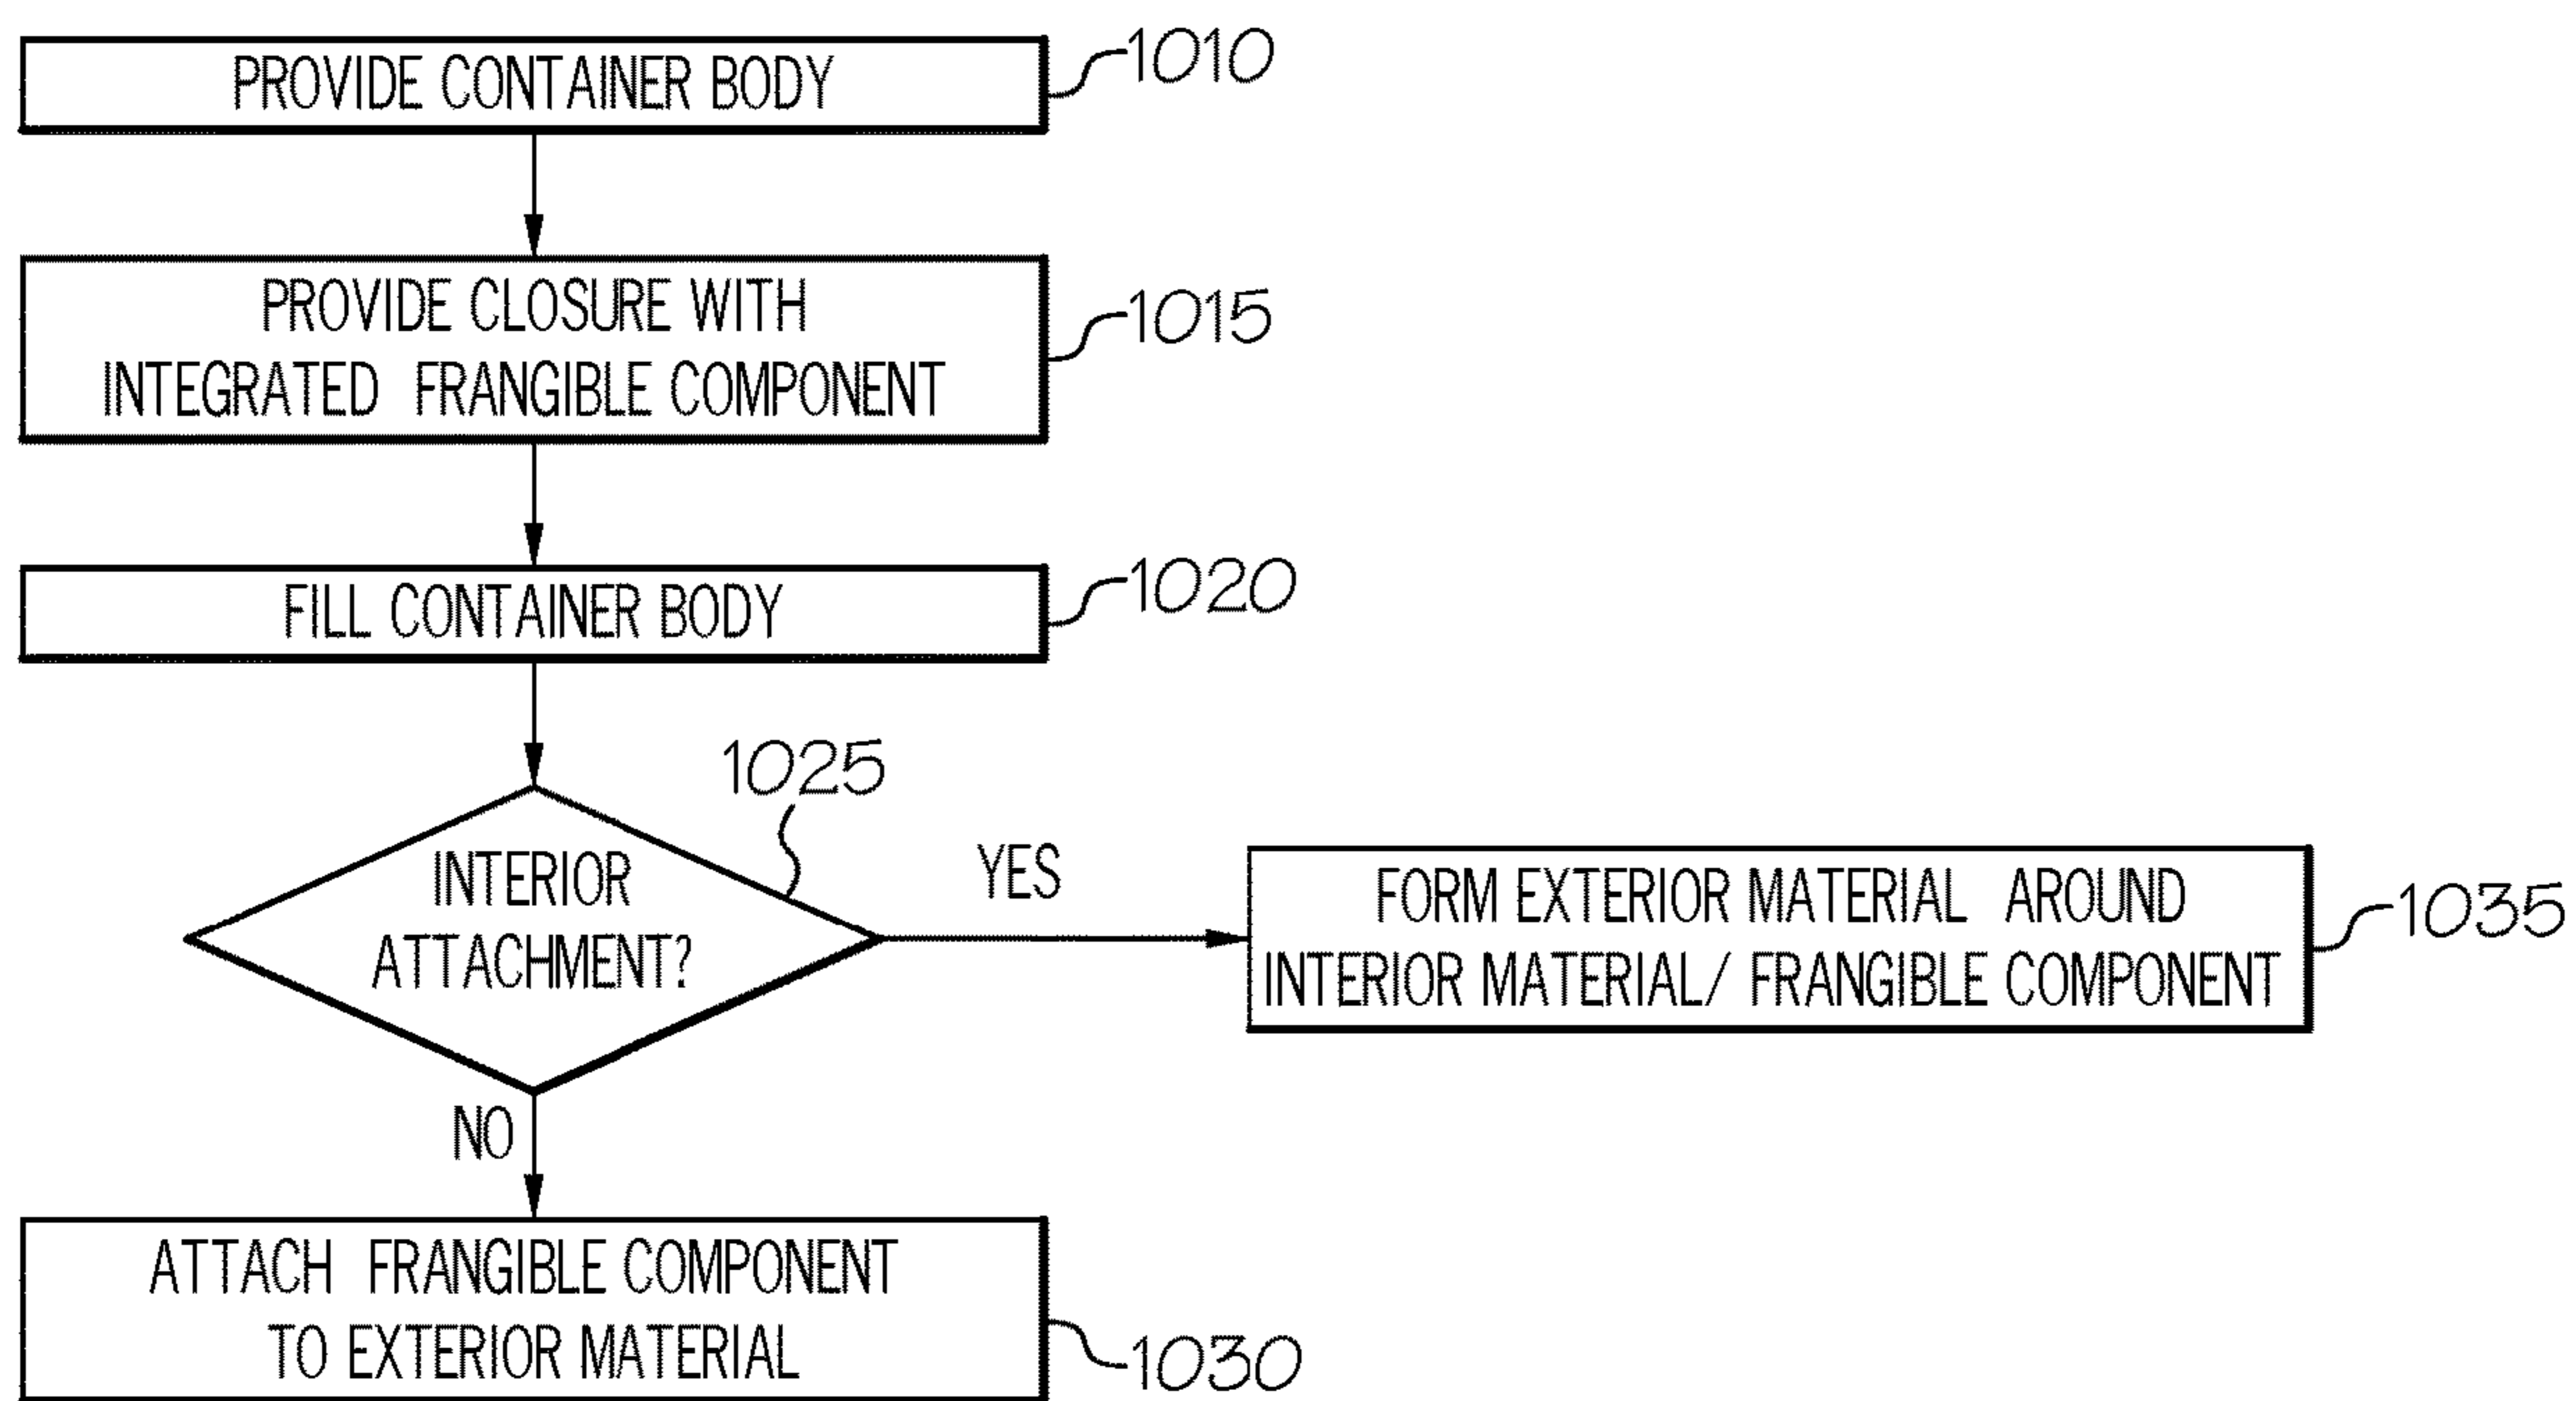 PROVIDE CONTAINER BODY
1010
PROVIDE CLOSURE WITH
INTEGRATED FRANGIBLE COMPONENT
1015
FILL CONTAINER BODY
1020
1025
INTERIOR
ATTACHMENT?
YES
FORM EXTERIOR MATERIAL AROUND
INTERIOR MATERIAL/ FRANGIBLE COMPONENT
1035
NO
ATTACH FRANGIBLE COMPONENT
TO EXTERIOR MATERIAL
1030